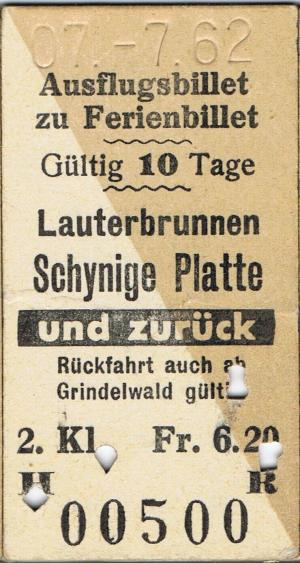 07.-7.62
Ausflugsbillet
zu Ferienbillet
Gültig 10 Tage
Lauterbrunnen
Schynige Platte
und zurück
Rückfahrt auch ab
Grindelwald gültig
2. Kl Fr. 6.20
H R
00500